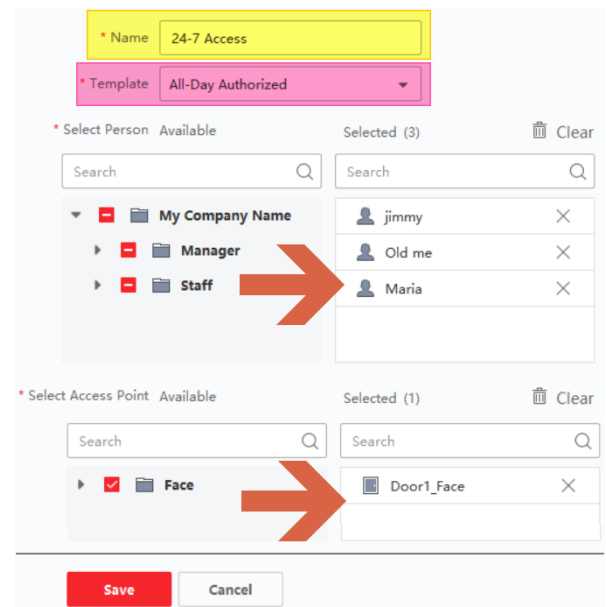 * Name 24-7 Access
* Template All-Day Authorized
* Select Person Available Selected (3) Clear
Search Search
My Company Name jimmy
Manager Old me
Staff Maria
* Select Access Point Available Selected (1) Clear
Search Search
Face Door1_Face
Save Cancel